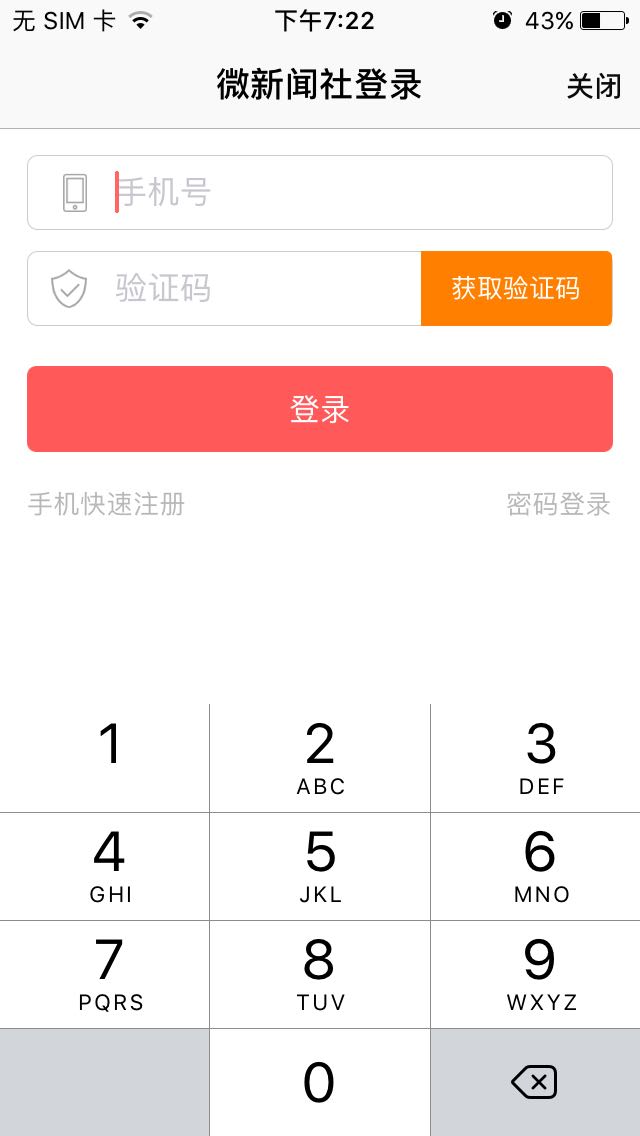 无 SIM 卡 下午7:22 43%
微新闻社登录 关闭
手机号
验证码 获取验证码
登录
手机快速注册 密码登录
1 2 3
ABC DEF
4 5 6
GHI JKL MNO
7 8 9
PQRS TUV WXYZ
0